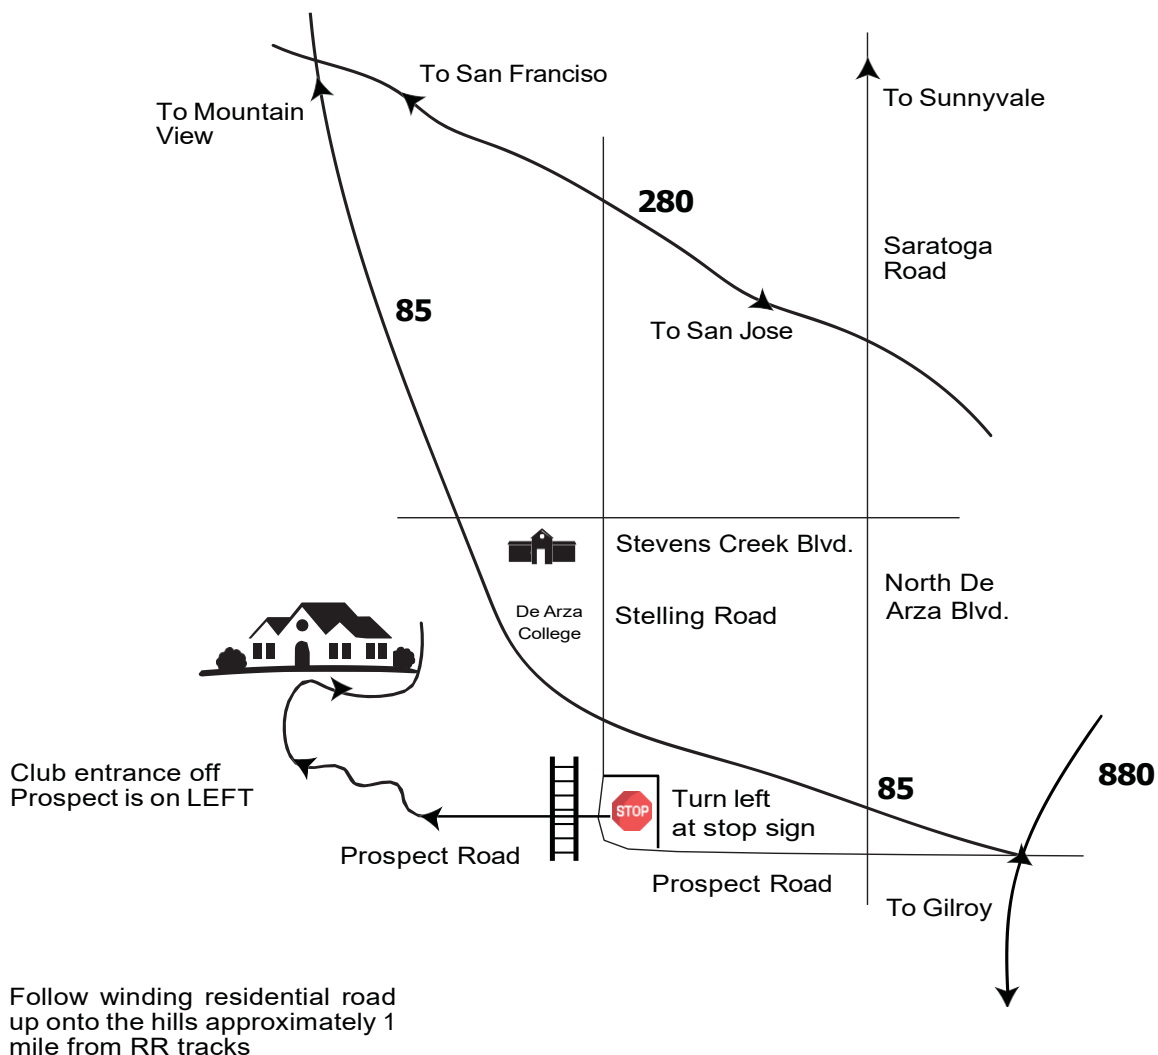 To San Franciso
To Mountain
View
To Sunnyvale
280
Saratoga
Road
85
To San Jose
Stevens Creek Blvd.
North De
Arza Blvd.
De Arza
College
Stelling Road
Club entrance off
Prospect is on LEFT
880
85
STOP
Turn left
at stop sign
Prospect Road
Prospect Road
To Gilroy
Follow winding residential road
up onto the hills approximately 1
mile from RR tracks